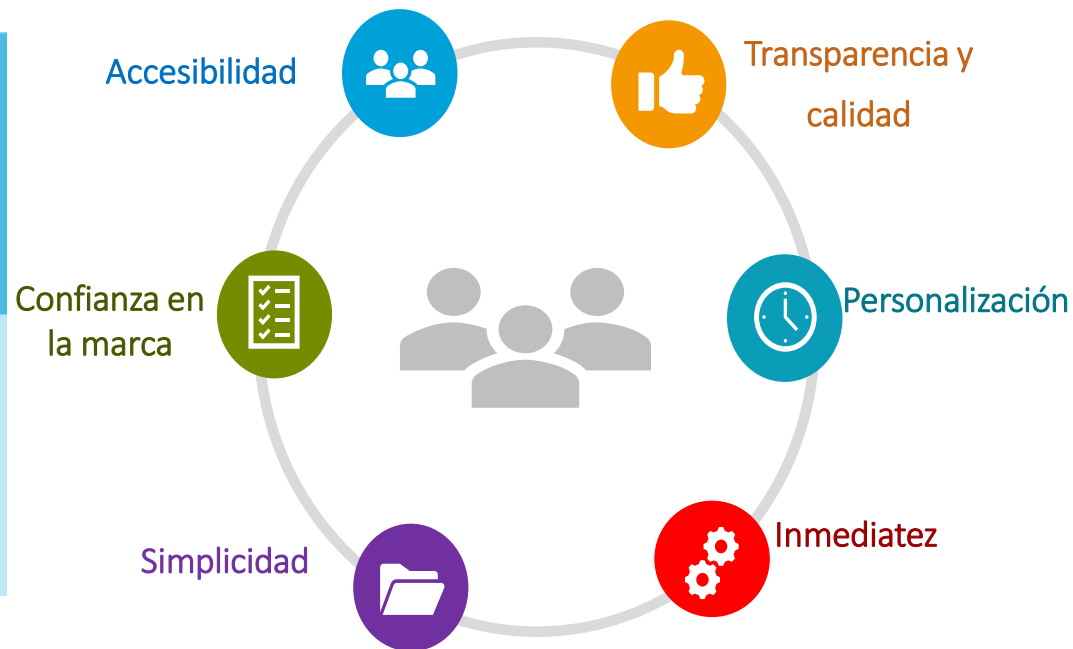 Accesibilidad
Transparencia y
calidad
Confianza en
la marca
Personalización
Simplicidad
Inmediatez